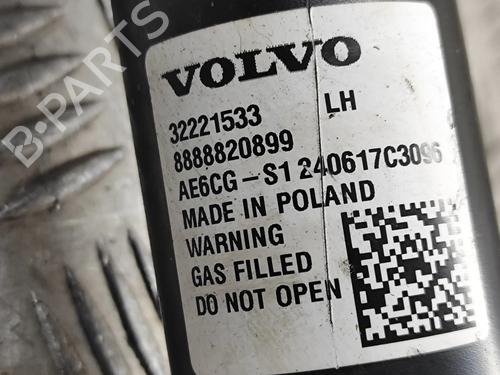 VOLVO
32221533 LH
8888820899
AE6CG-S1 240617C3096
MADE IN POLAND
WARNING
GAS FILLED
DO NOT OPEN
B-PARTS